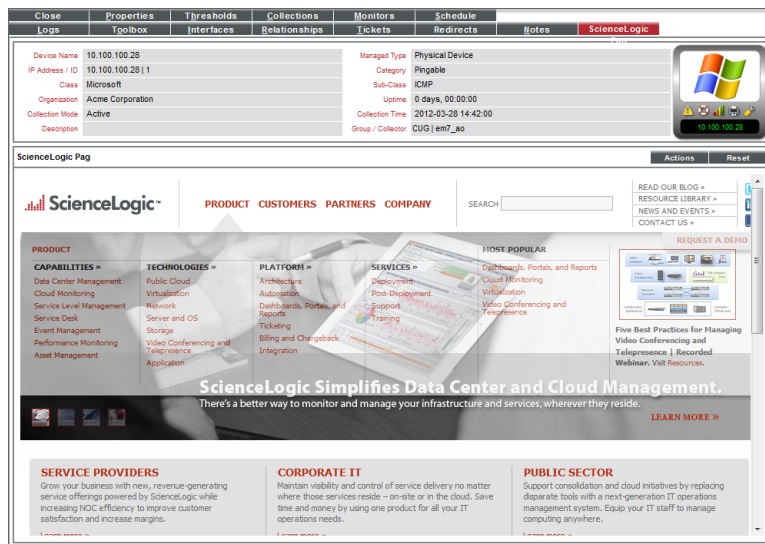 Close Properties Thresholds Collections Monitors Schedule
Logs Toolbox Interfaces Relationships Tickets Redirects Notes ScienceLogic
Device Name 10.100.100.28 Managed Type Physical Device
IP Address / ID 10.100.100.28 | 1 Category Pingable
Class Microsoft Sub-Class ICMP
Organization Acme Corporation Uptime 0 days, 00:00:00
Collection Mode Active Collection Time 2012-03-28 14:42:00
Description Group / Collector CUG | em7_ao
10.100.100.28
ScienceLogic Pag Actions Reset
ScienceLogic™ PRODUCT CUSTOMERS PARTNERS COMPANY SEARCH
READ OUR BLOG »
RESOURCE LIBRARY »
NEWS AND EVENTS »
CONTACT US »
REQUEST A DEMO
PRODUCT
CAPABILITIES »
Data Center Management
Cloud Monitoring
Service Level Management
Service Desk
Event Management
Performance Monitoring
Asset Management
TECHNOLOGIES »
Public Cloud
Virtualization
Network
Server and OS
Storage
Video Conferencing and
Telepresence
Application
PLATFORM »
Architecture
Automation
Dashboards, Portals, and
Reports
Ticketing
Billing and Chargeback
Integration
SERVICES »
Deployment
Post-Deployment
Support
Training
MOST POPULAR
Dashboards, Portals, and Reports
Cloud Monitoring
Virtualization
Video Conferencing and
Telepresence
Five Best Practices for Managing
Video Conferencing and
Telepresence | Recorded
Webinar. Visit Resources.
ScienceLogic Simplifies Data Center and Cloud Management.
There's a better way to monitor and manage your infrastructure and services, wherever they reside.
LEARN MORE »
SERVICE PROVIDERS
Grow your business with new, revenue-generating
service offerings powered by ScienceLogic while
increasing NOC efficiency to improve customer
satisfaction and increase margins.
Learn more »
CORPORATE IT
Maintain visibility and control of service delivery no matter
where those services reside – on-site or in the cloud. Save
time and money by using one product for all your IT
operations needs.
Learn more »
PUBLIC SECTOR
Support consolidation and cloud initiatives by replacing
disparate tools with a next-generation IT operations
management system. Equip your IT staff to manage
computing anywhere.
Learn more »